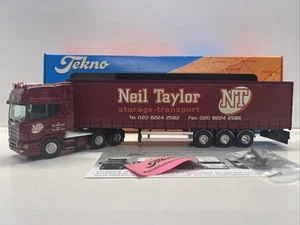 Tekno
Neil Taylor
NT
storage-transport
Tel: 020 8224 2582 Fax: 020 8224 2586